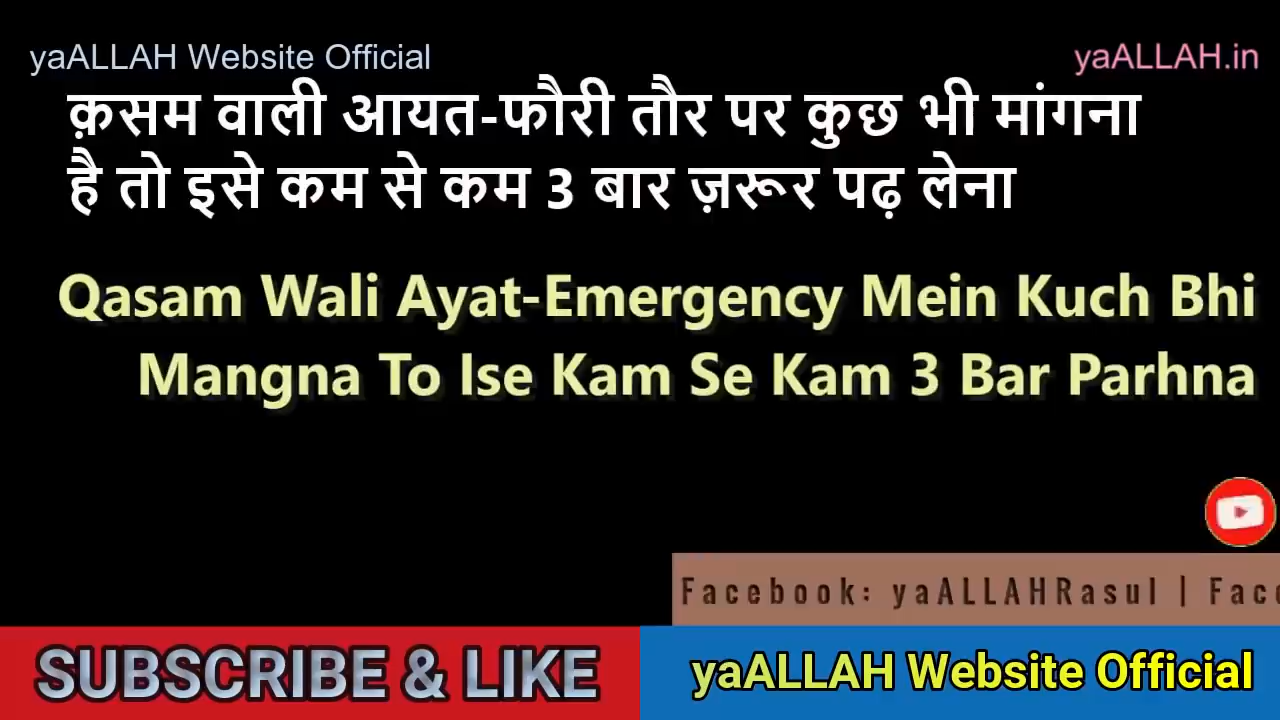 yaALLAH Website Official
yaALLAH.in
क़सम वाली आयत-फौरी तौर पर कुछ भी मांगना
है तो इसे कम से कम 3 बार ज़रूर पढ़ लेना
Qasam Wali Ayat-Emergency Mein Kuch Bhi
Mangna To Ise Kam Se Kam 3 Bar Parhna
Facebook: yaALLAHRasul |
SUBSCRIBE & LIKE
yaALLAH Website Official